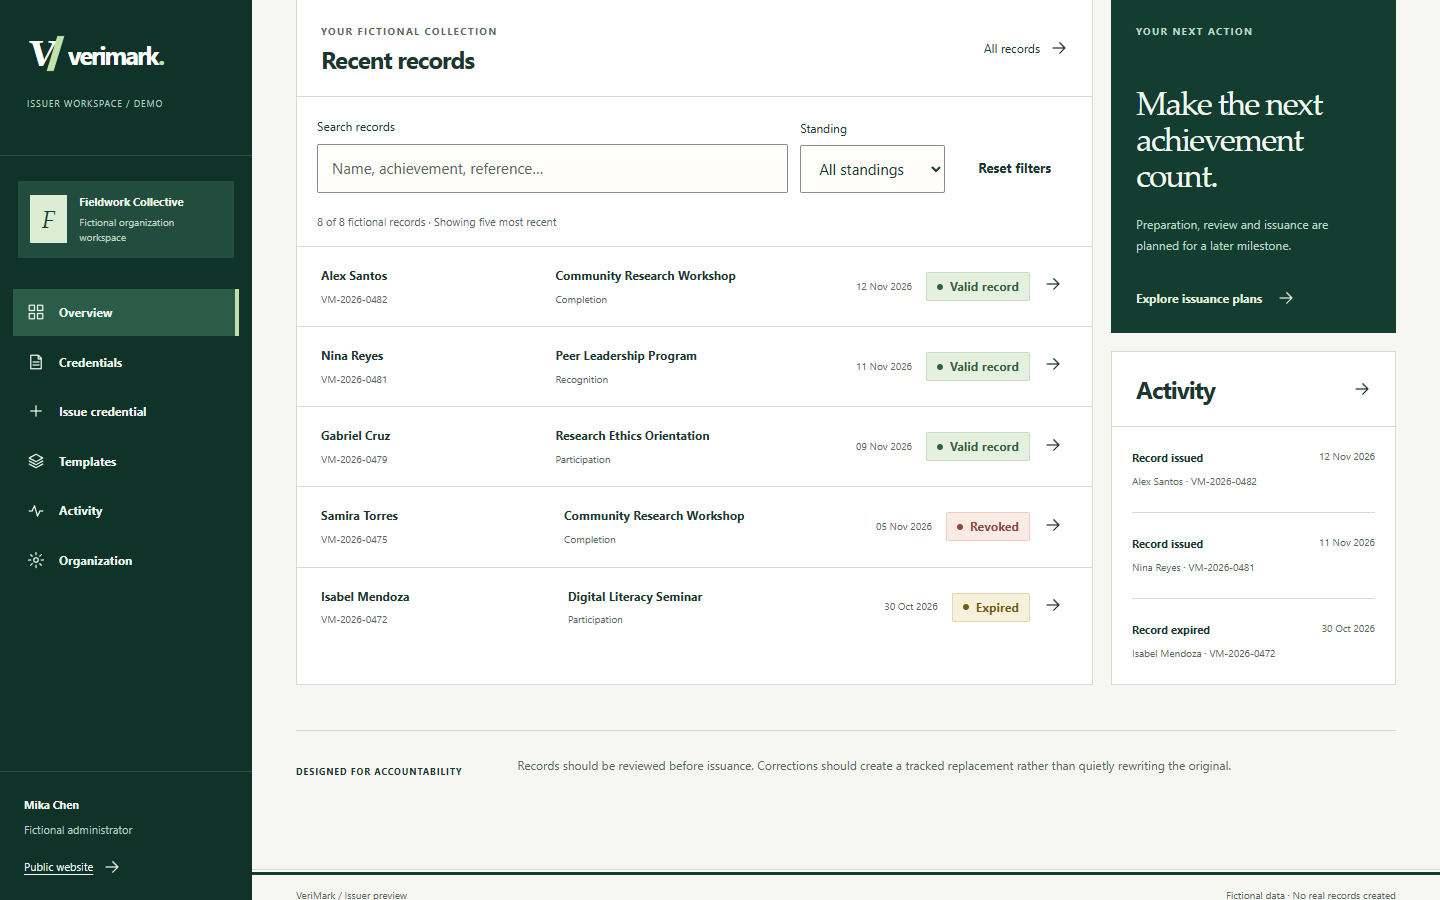 V/ verimark.
ISSUER WORKSPACE / DEMO
F
Fieldwork Collective
Fictional organization
workspace
Overview
Credentials
Issue credential
Templates
Activity
Organization
Mika Chen
Fictional administrator
Public website
YOUR FICTIONAL COLLECTION
Recent records
All records
Search records
Name, achievement, reference...
Standing
All standings
Reset filters
8 of 8 fictional records · Showing five most recent
Alex Santos
VM-2026-0482
Community Research Workshop
Completion
12 Nov 2026
Valid record
Nina Reyes
VM-2026-0481
Peer Leadership Program
Recognition
11 Nov 2026
Valid record
Gabriel Cruz
VM-2026-0479
Research Ethics Orientation
Participation
09 Nov 2026
Valid record
Samira Torres
VM-2026-0475
Community Research Workshop
Completion
05 Nov 2026
Revoked
Isabel Mendoza
VM-2026-0472
Digital Literacy Seminar
Participation
30 Oct 2026
Expired
YOUR NEXT ACTION
Make the next
achievement
count.
Preparation, review and issuance are
planned for a later milestone.
Explore issuance plans
Activity
Record issued
12 Nov 2026
Alex Santos · VM-2026-0482
Record issued
11 Nov 2026
Nina Reyes · VM-2026-0481
Record expired
30 Oct 2026
Isabel Mendoza · VM-2026-0472
DESIGNED FOR ACCOUNTABILITY
Records should be reviewed before issuance. Corrections should create a tracked replacement rather than quietly rewriting the original.
VeriMark / Issuer preview
Fictional data · No real records created